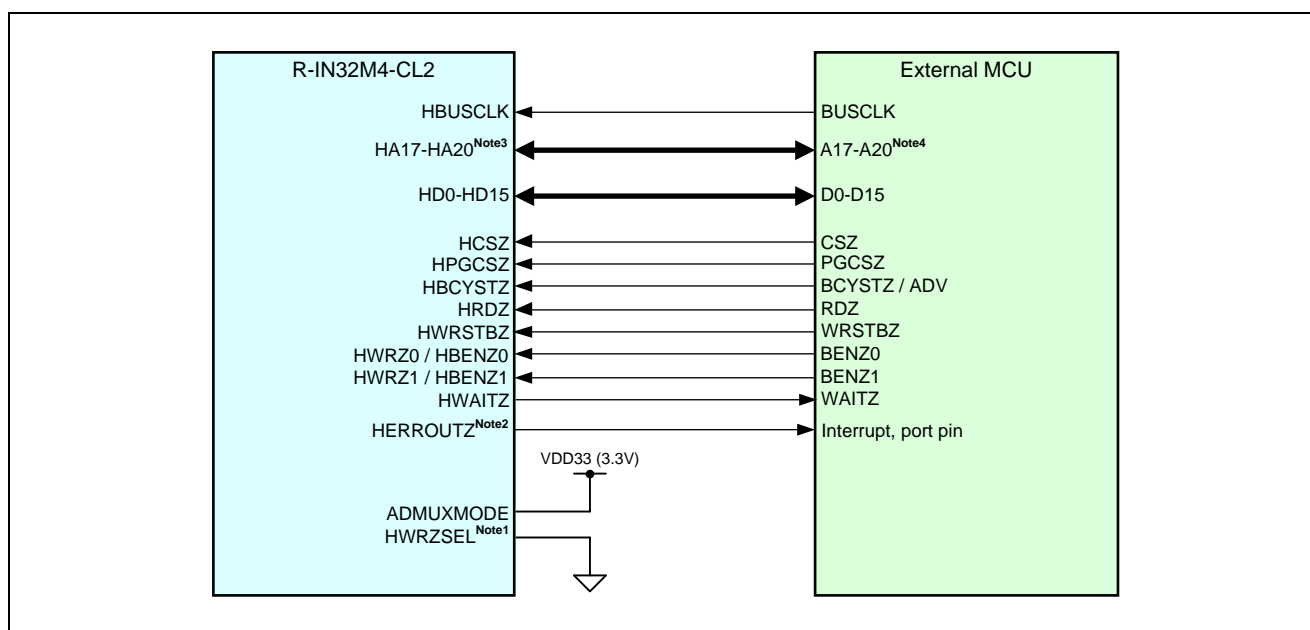 R-IN32M4-CL2 External MCU
HBUSCLK BUSCLK
HA17-HA20Note3 A17-A20Note4
HD0-HD15 D0-D15
HCSZ CSZ
HPGCSZ PGCSZ
HBCYSTZ BCYSTZ / ADV
HRDZ RDZ
HWRSTBZ WRSTBZ
HWRZ0 / HBENZ0 BENZ0
HWRZ1 / HBENZ1 BENZ1
HWAITZ WAITZ
HERROUTZNote2 Interrupt, port pin
VDD33 (3.3V)
ADMUXMODE
HWRZSELNote1